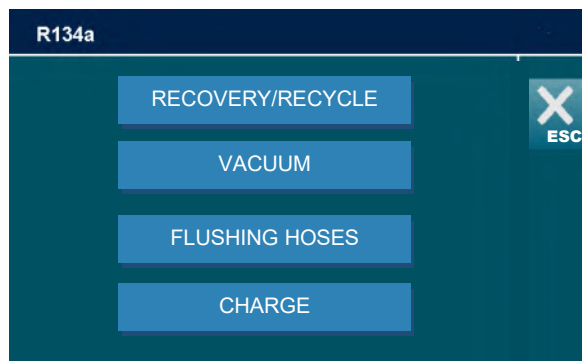 R134a
RECOVERY/RECYCLE
ESC
VACUUM
FLUSHING HOSES
CHARGE